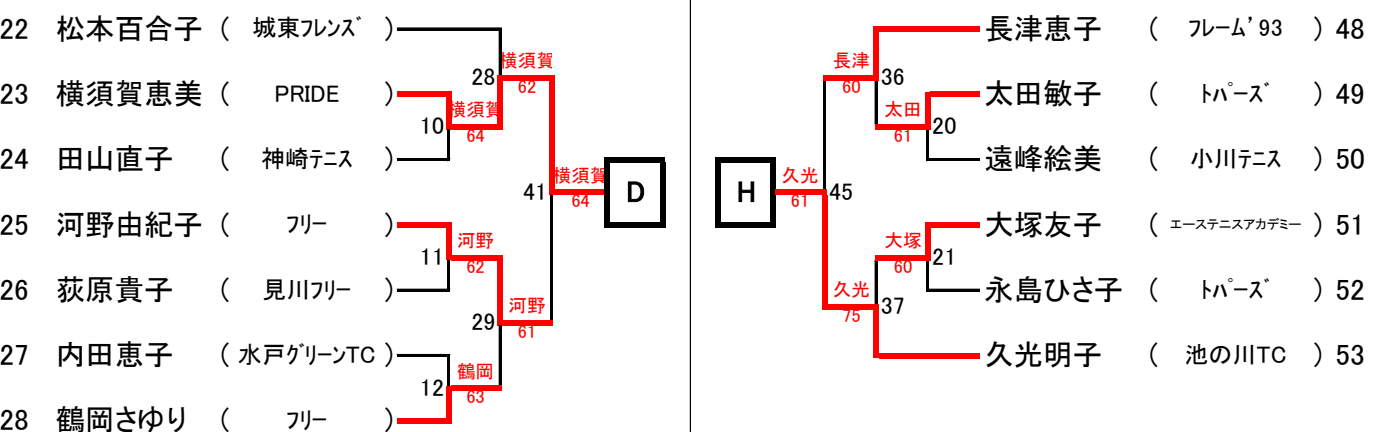 22 松本百合子 ( 城東フレンズ )
横須賀
28
62
23 横須賀恵美 ( PRIDE )
横須賀
10
64
24 田山直子 ( 神崎テニス )
41
横須賀
64
D
25 河野由紀子 ( フリー )
河野
11
62
26 荻原貴子 ( 見川フリー )
29
河野
61
27 内田恵子 ( 水戸グリーンTC )
鶴岡
12
63
28 鶴岡さゆり ( フリー )
長津恵子 ( フレーム'93 ) 48
長津
36
60
太田敏子 ( トパーズ ) 49
太田
20
61
遠峰絵美 ( 小川テニス ) 50
H
久光
61
45
大塚友子 ( エーステニスアカデミー ) 51
大塚
21
60
永島ひさ子 ( トパーズ ) 52
久光
37
75
久光明子 ( 池の川TC ) 53